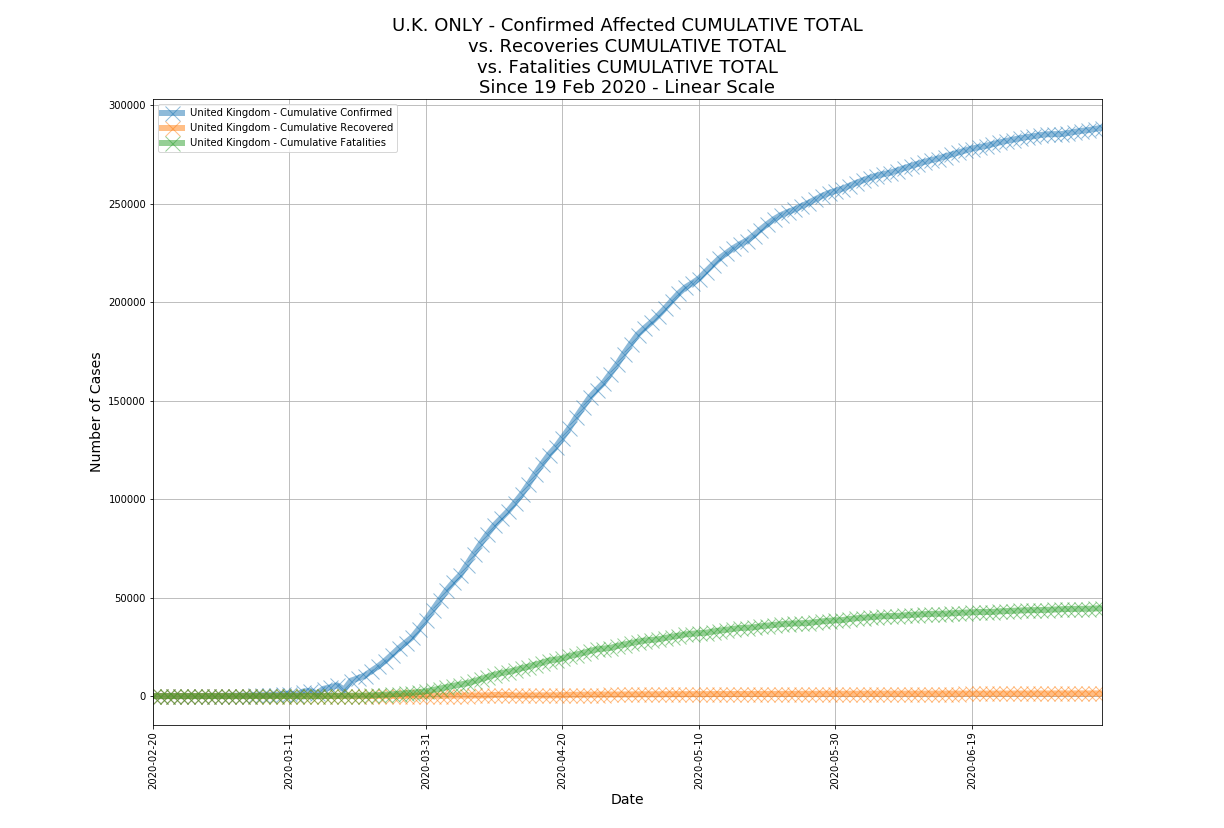 U.K. ONLY - Confirmed Affected CUMULATIVE TOTAL
vs. Recoveries CUMULATIVE TOTAL
vs. Fatalities CUMULATIVE TOTAL
Since 19 Feb 2020 - Linear Scale
United Kingdom - Cumulative Confirmed
United Kingdom - Cumulative Recovered
United Kingdom - Cumulative Fatalities
Number of Cases
300000
250000
200000
150000
100000
50000
0
2020-02-20
2020-03-11
2020-03-31
2020-04-20
2020-05-10
2020-05-30
2020-06-19
Date